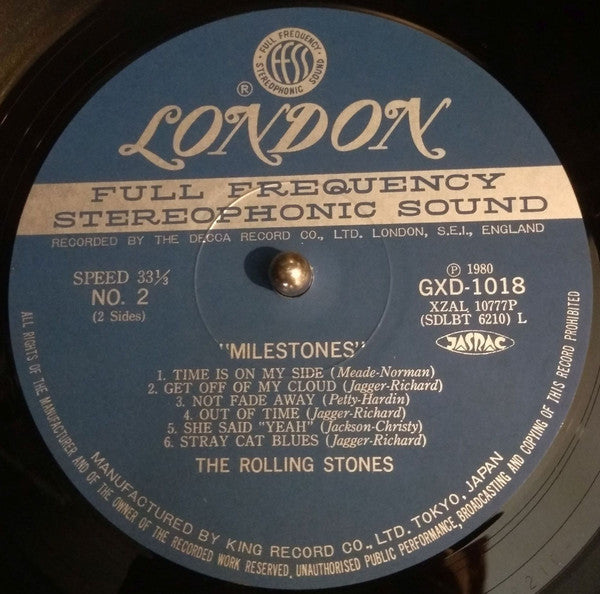 FULL FREQUENCY
ffss
STEREOPHONIC SOUND
®
LONDON
FULL FREQUENCY
STEREOPHONIC SOUND
RECORDED BY THE DECCA RECORD CO., LTD. LONDON, S.E.I., ENGLAND
SPEED 33⅓
NO. 2
(2 Sides)
Ⓟ 1980
GXD-1018
XZAL 10777P
(SDLBT 6210) L
JASRAC
"MILESTONES"
1. TIME IS ON MY SIDE (Meade-Norman)
2. GET OFF OF MY CLOUD (Jagger-Richard)
3. NOT FADE AWAY (Petty-Hardin)
4. OUT OF TIME (Jagger-Richard)
5. SHE SAID "YEAH" (Jackson-Christy)
6. STRAY CAT BLUES (Jagger-Richard)
THE ROLLING STONES
MANUFACTURED BY KING RECORD CO., LTD. TOKYO, JAPAN
ALL RIGHTS OF THE MANUFACTURER AND OF THE OWNER OF THE RECORDED WORK RESERVED. UNAUTHORISED PUBLIC PERFORMANCE, BROADCASTING AND COPYING OF THIS RECORD PROHIBITED